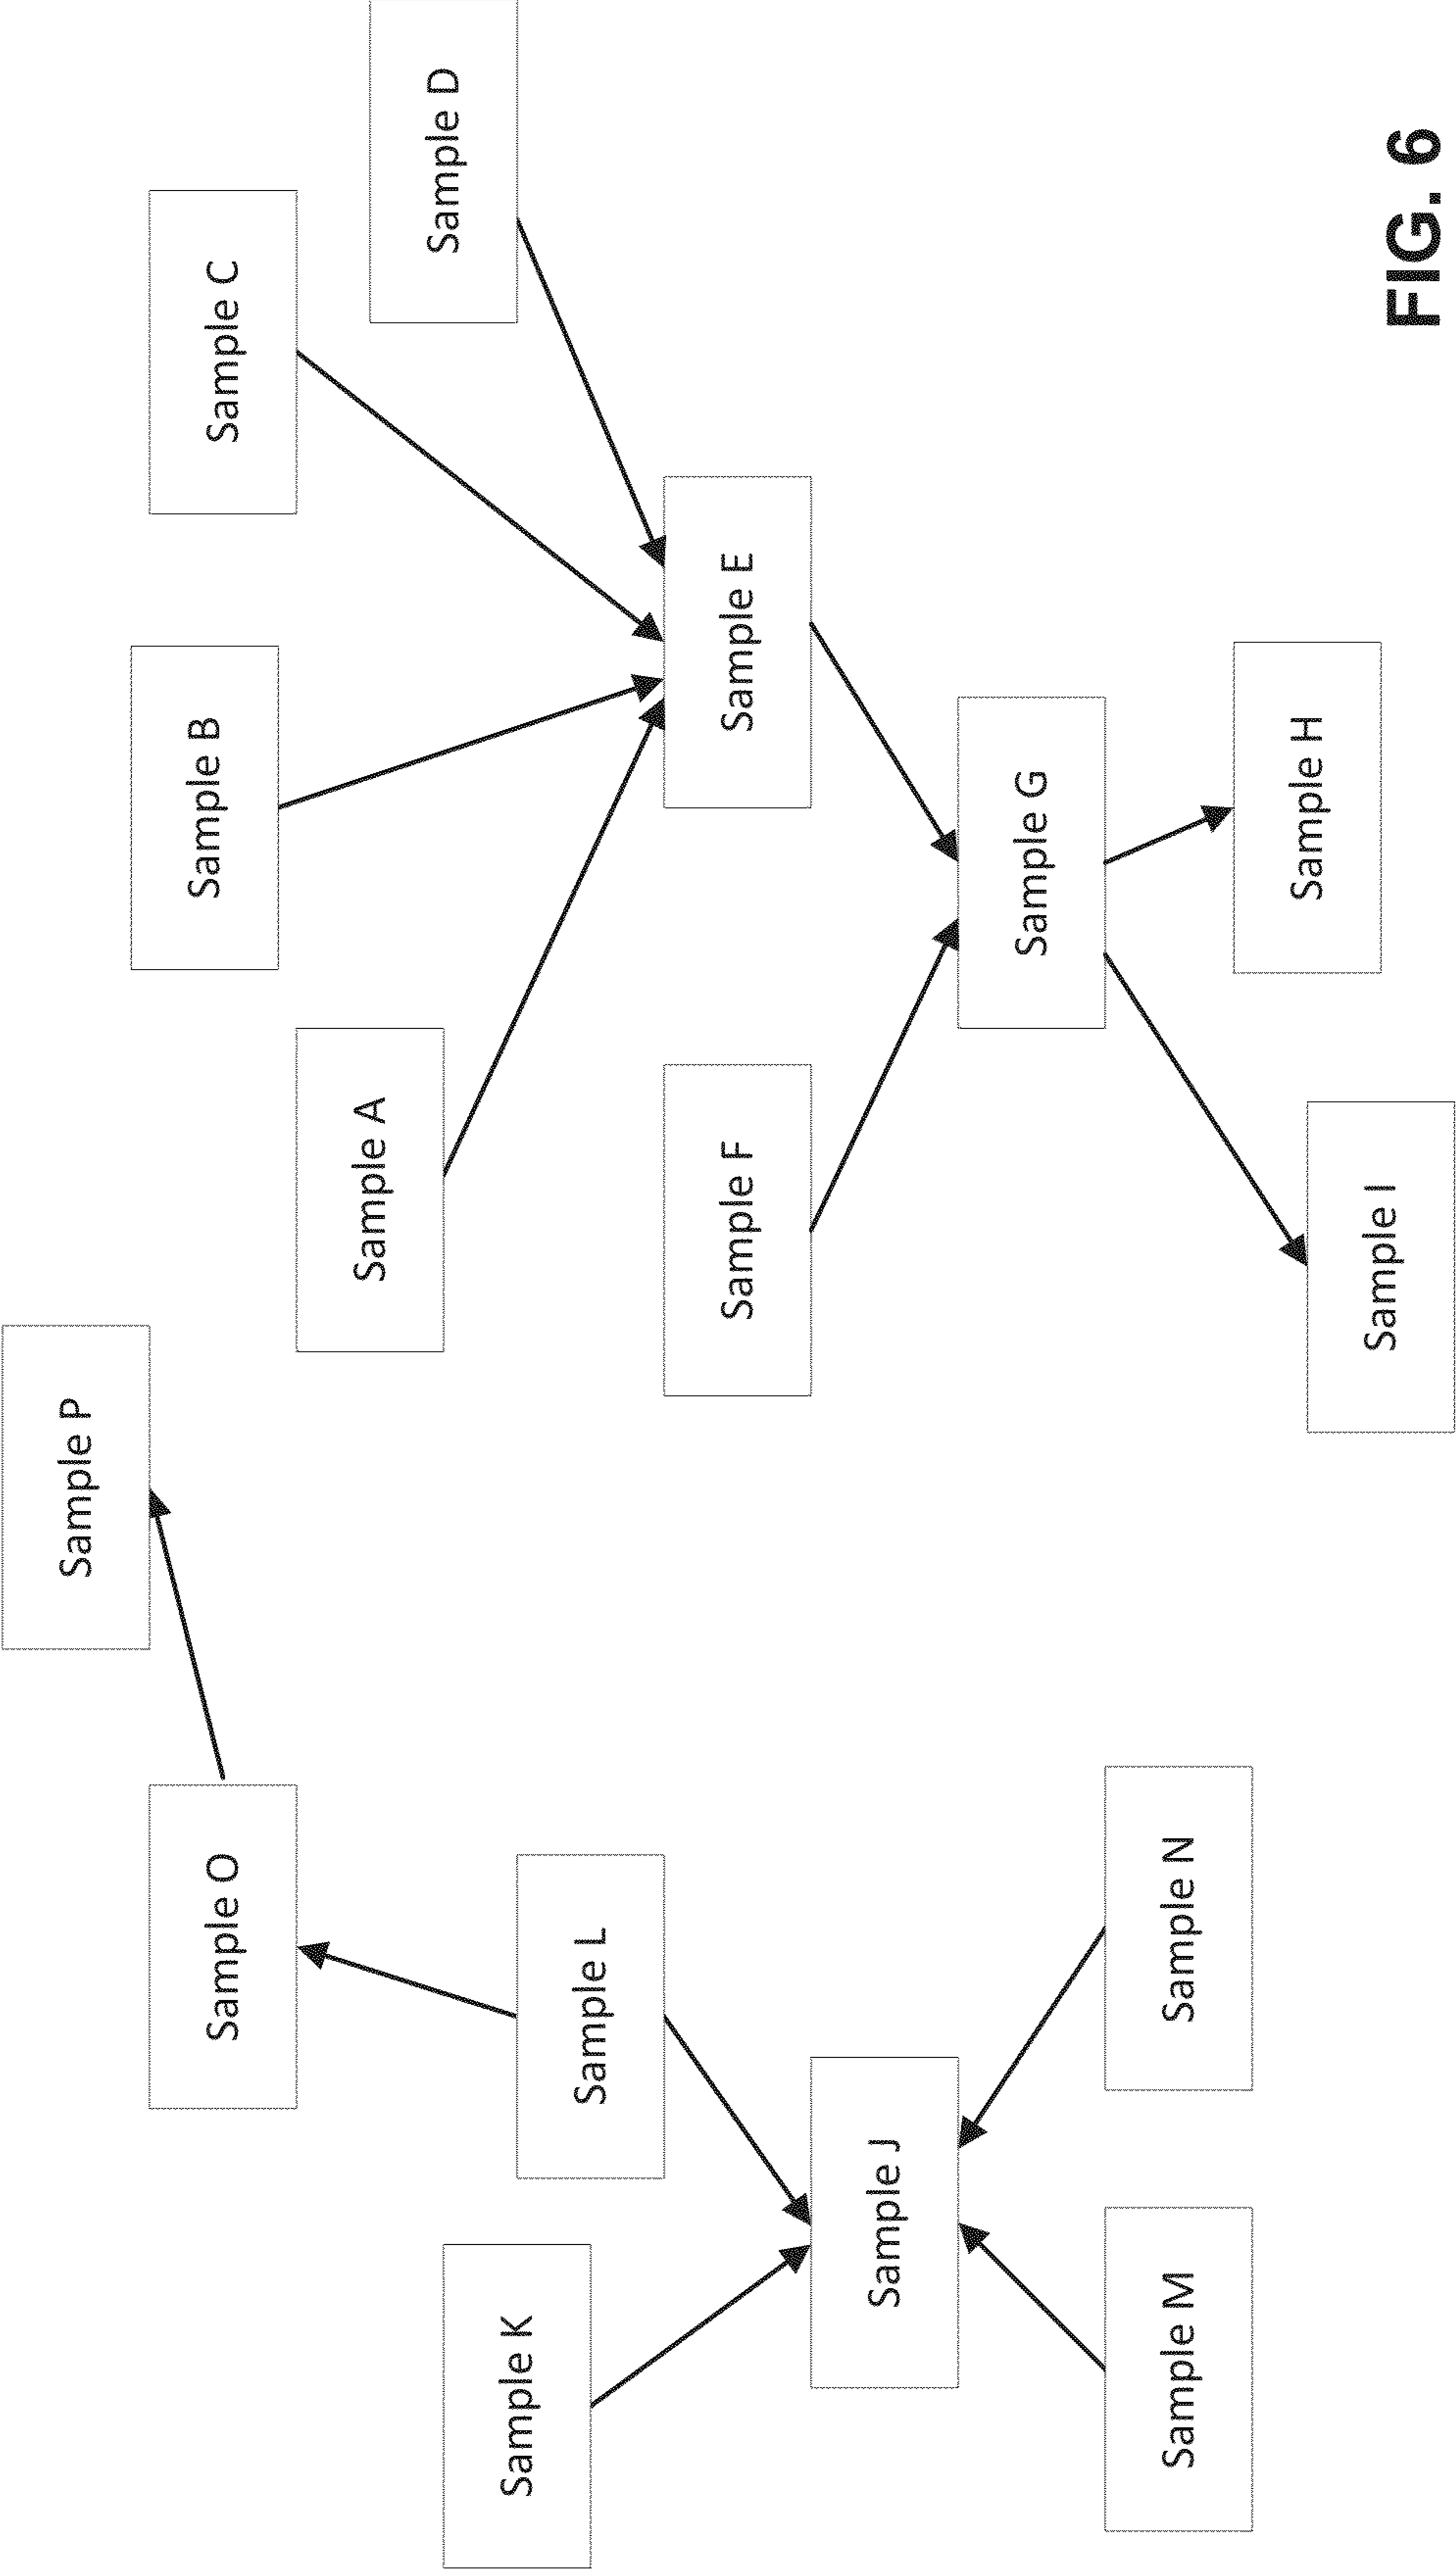 Sample K
Sample M
Sample J
Sample L
Sample O
Sample N
Sample P
Sample A
Sample F
Sample I
Sample B
Sample G
Sample H
Sample E
Sample C
Sample D
FIG. 6